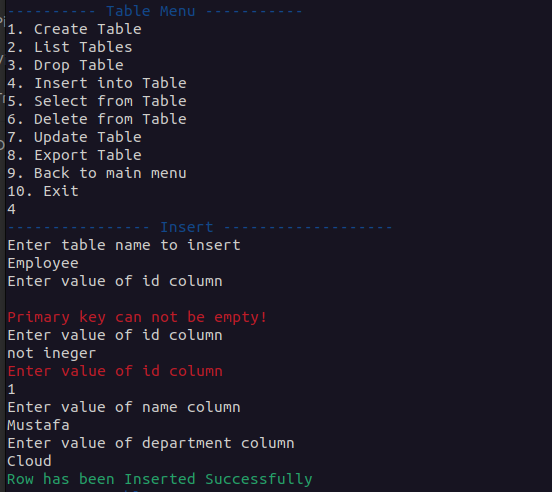 ---------- Table Menu -----------
1. Create Table
2. List Tables
3. Drop Table
4. Insert into Table
5. Select from Table
6. Delete from Table
7. Update Table
8. Export Table
9. Back to main menu
10. Exit
4
---------------- Insert -------------------
Enter table name to insert
Employee
Enter value of id column
Primary key can not be empty!
Enter value of id column
not ineger
Enter value of id column
1
Enter value of name column
Mustafa
Enter value of department column
Cloud
Row has been Inserted Successfully